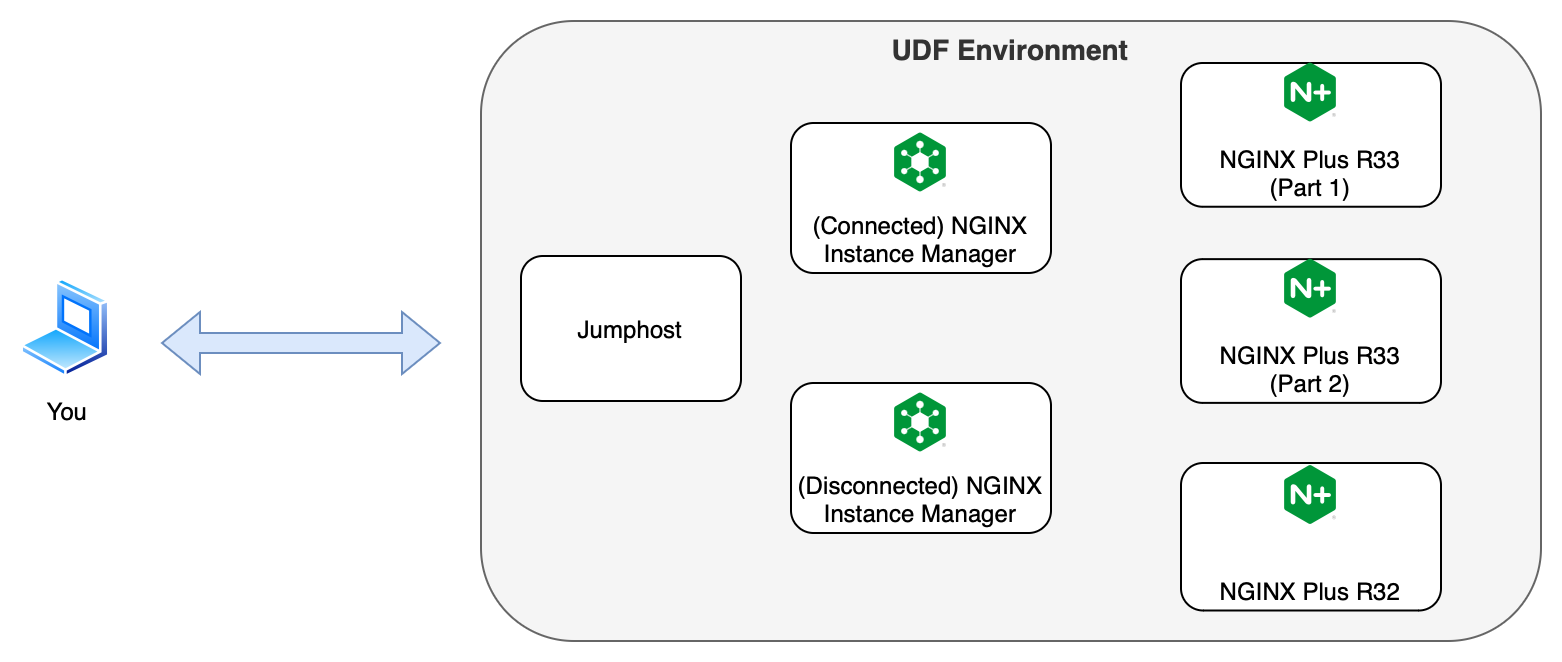 UDF Environment
N+
NGINX Plus R33
(Part 1)
(Connected) NGINX
Instance Manager
N+
NGINX Plus R33
(Part 2)
Jumphost
You
(Disconnected) NGINX
Instance Manager
N+
NGINX Plus R32